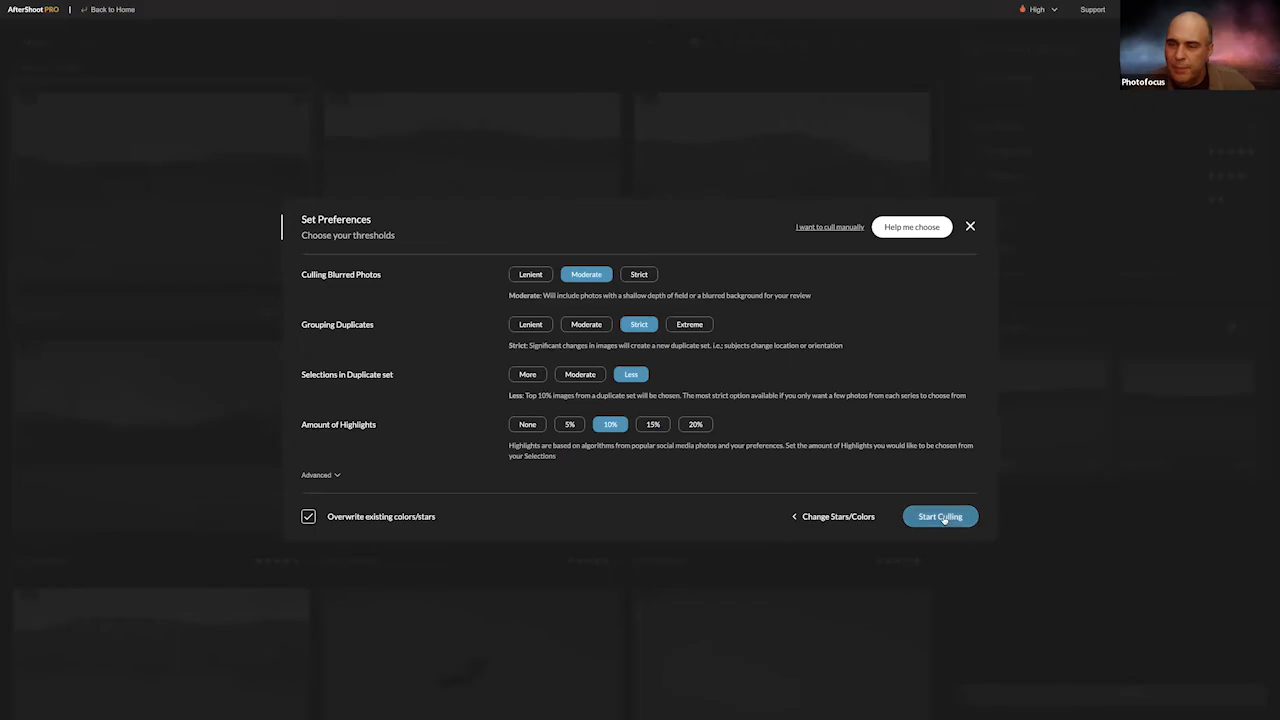 AfterShoot PRO | Back to Home High Support
Photofocus
Set Preferences
Choose your thresholds
I want to cull manually Help me choose
Culling Blurred Photos Lenient Moderate Strict
Moderate: Will include photos with a shallow depth of field or a blurred background for your review
Grouping Duplicates Lenient Moderate Strict Extreme
Strict: Significant changes in images will create a new duplicate set. i.e.; subjects change location or orientation
Selections in Duplicate set More Moderate Less
Less: Top 10% images from a duplicate set will be chosen. The most strict option available if you only want a few photos from each series to choose from
Amount of Highlights None 5% 10% 15% 20%
Highlights are based on algorithms from popular social media photos and your preferences. Set the amount of Highlights you would like to be chosen from
your Selections
Advanced
Overwrite existing colors/stars Change Stars/Colors Start Culling